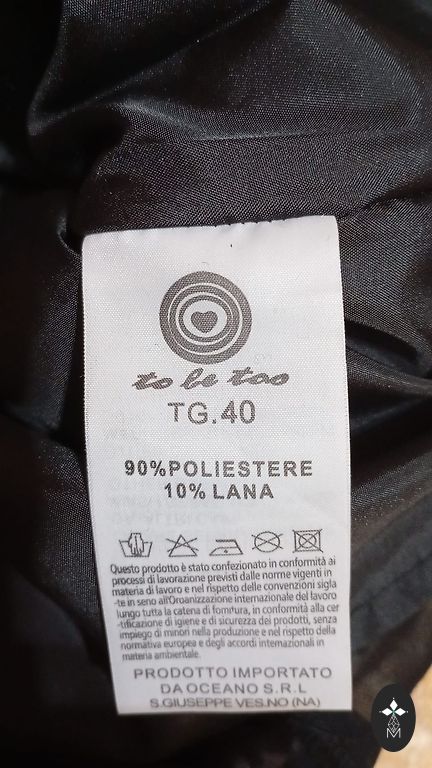 to be too
TG.40
90%POLIESTERE
10% LANA
Questo prodotto è stato confezionato in conformità ai
processi di lavorazione previsti dalle norme vigenti in
materia di lavoro e nel rispetto delle convenzioni sigla
-te in seno all'Oroanizzazione internazionale del lavoro
lungo tutta la catena di fornitura, in conformità alla cer
-tificazione di igiene e di sicurezza dei prodotti, senza
impiego di minori nella produzione e nel rispetto della
normativa europea e degli accordi internazionali in
materia ambientale.
PRODOTTO IMPORTATO
DA OCEANO S.R.L
S.GIUSEPPE VES.NO (NA)
M